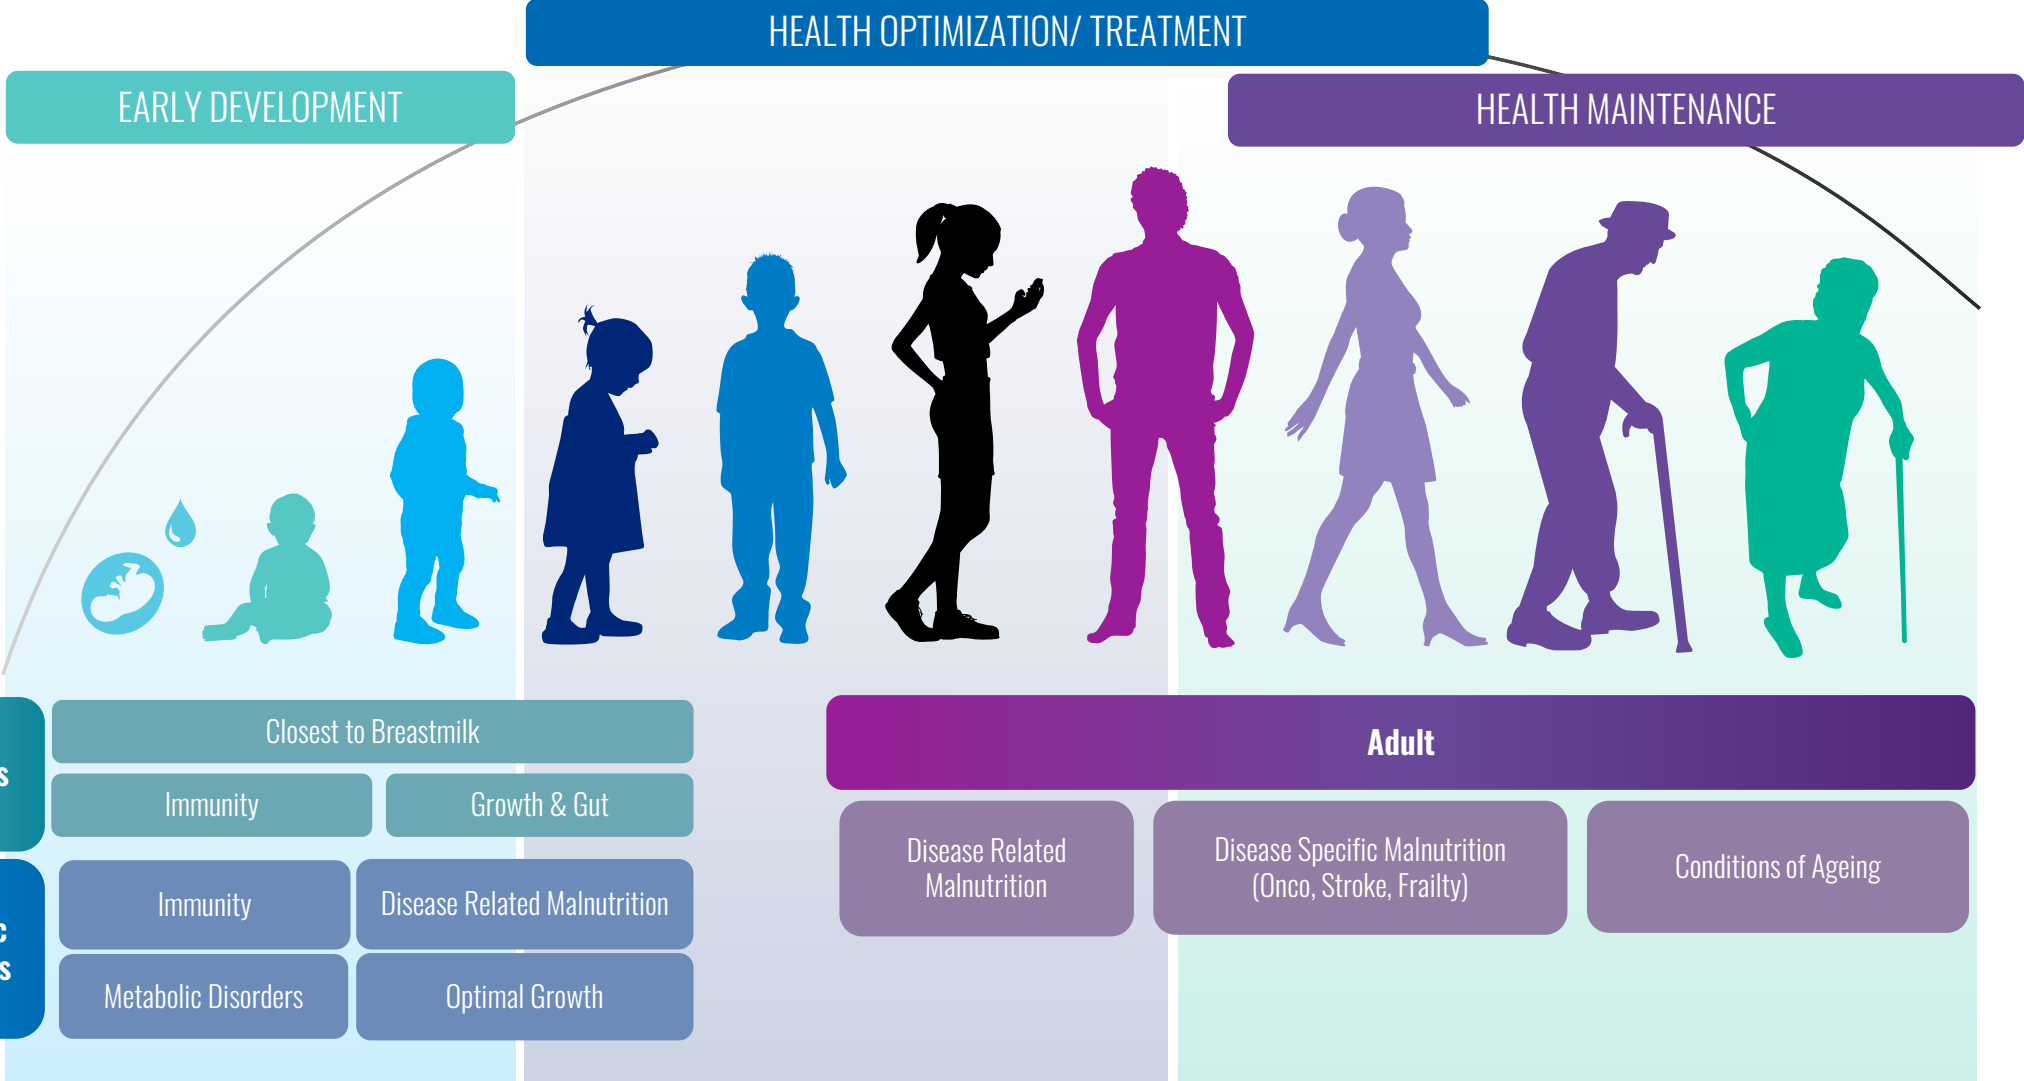 HEALTH OPTIMIZATION/ TREATMENT
EARLY DEVELOPMENT
HEALTH MAINTENANCE
Closest to Breastmilk
Immunity
Growth & Gut
Immunity
Disease Related Malnutrition
Metabolic Disorders
Optimal Growth
Adult
Disease Related
Malnutrition
Disease Specific Malnutrition
(Onco, Stroke, Frailty)
Conditions of Ageing